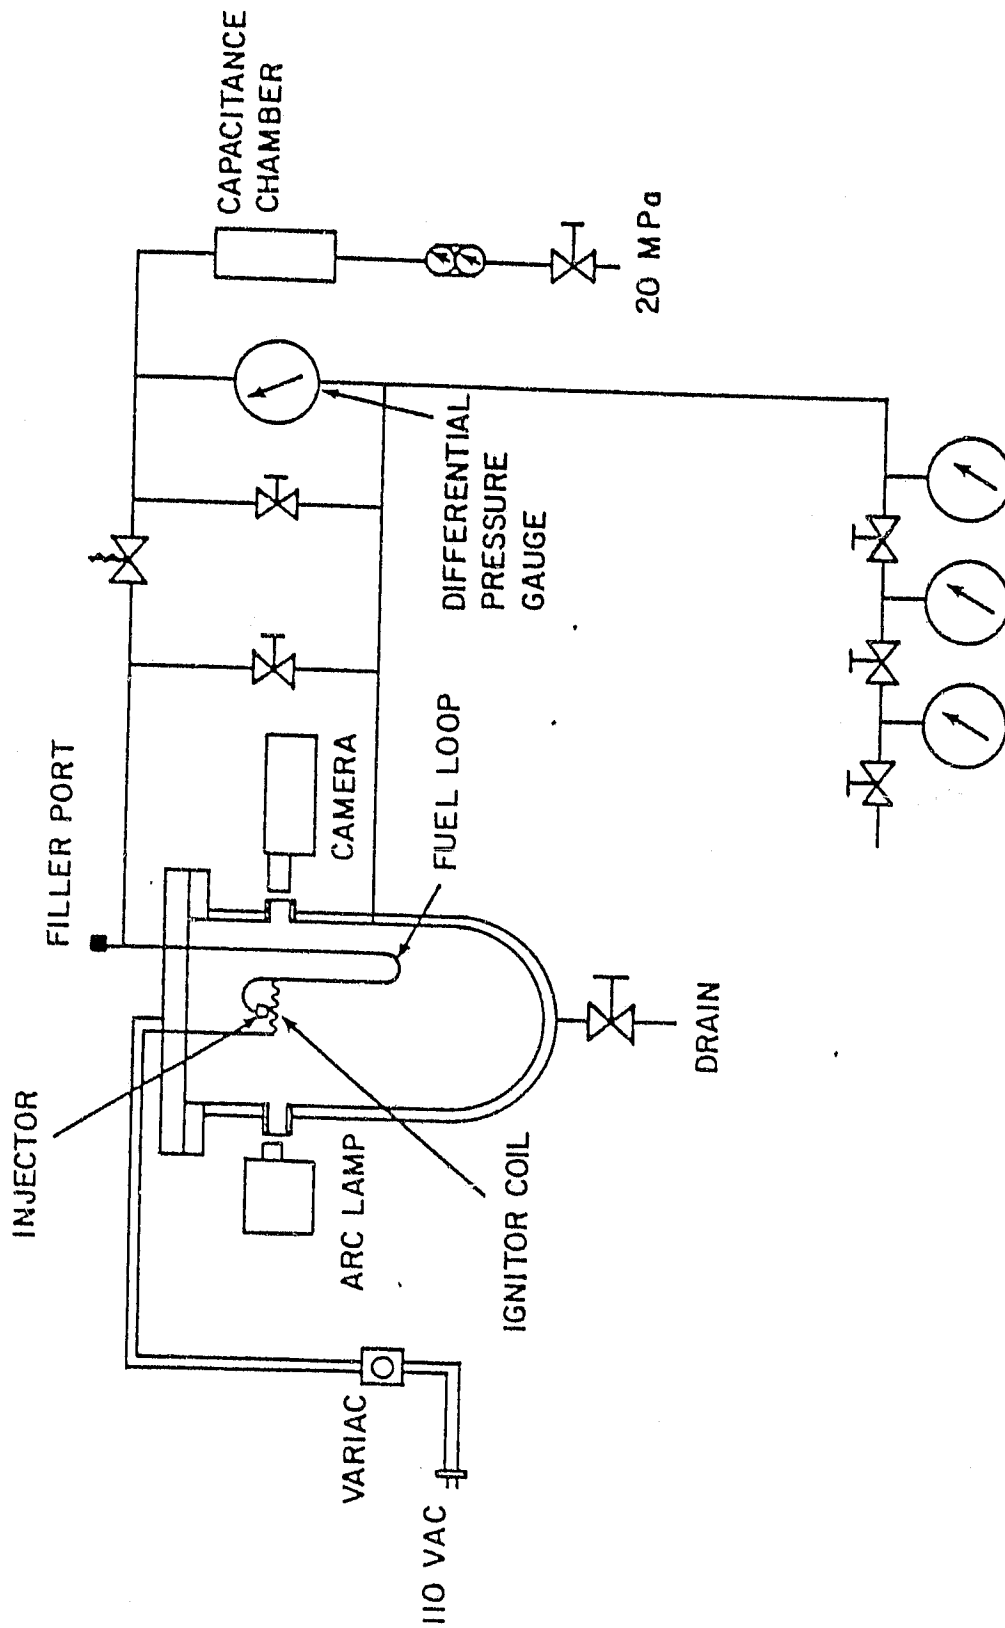 INJECTOR
FILLER PORT
CAPACITANCE
CHAMBER
110 VAC
VARIAC
ARC LAMP
IGNITOR COIL
CAMERA
FUEL LOOP
DIFFERENTIAL
PRESSURE
GAUGE
20 MPa
DRAIN